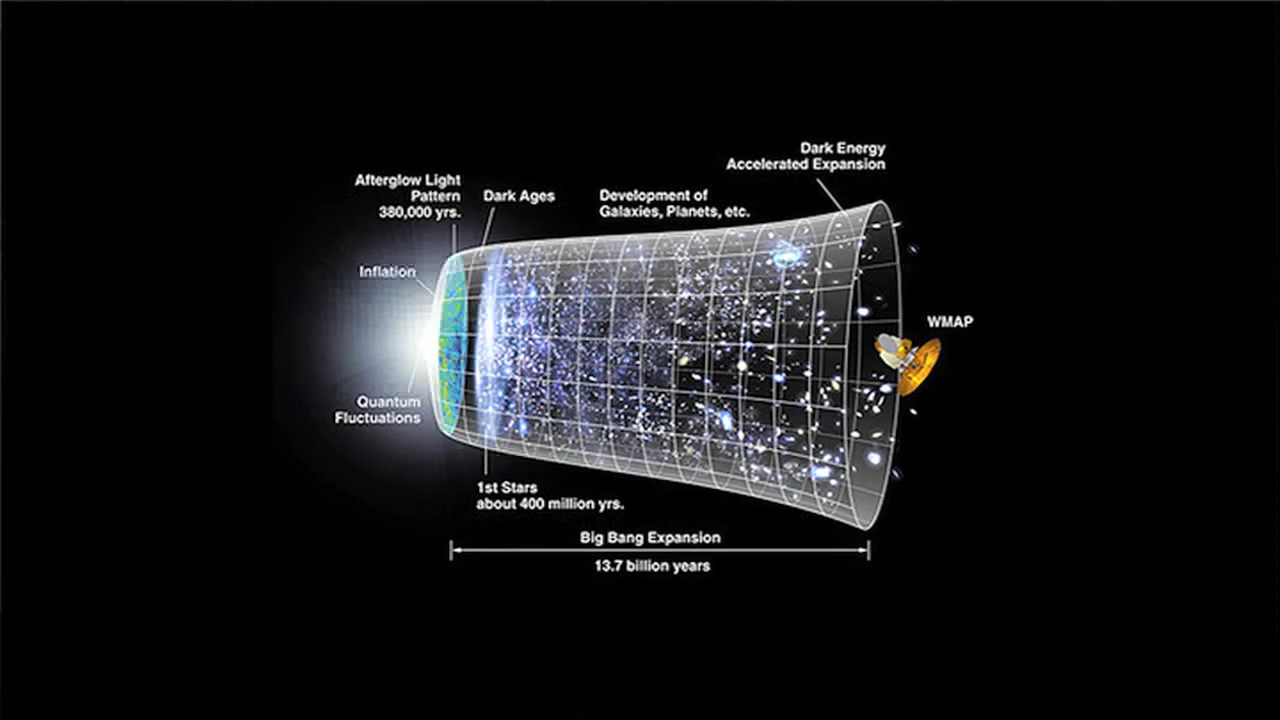 Dark Energy
Accelerated Expansion
Afterglow Light
Pattern
380,000 yrs.
Dark Ages
Development of
Galaxies, Planets, etc.
Inflation
WMAP
Quantum
Fluctuations
1st Stars
about 400 million yrs.
Big Bang Expansion
13.7 billion years